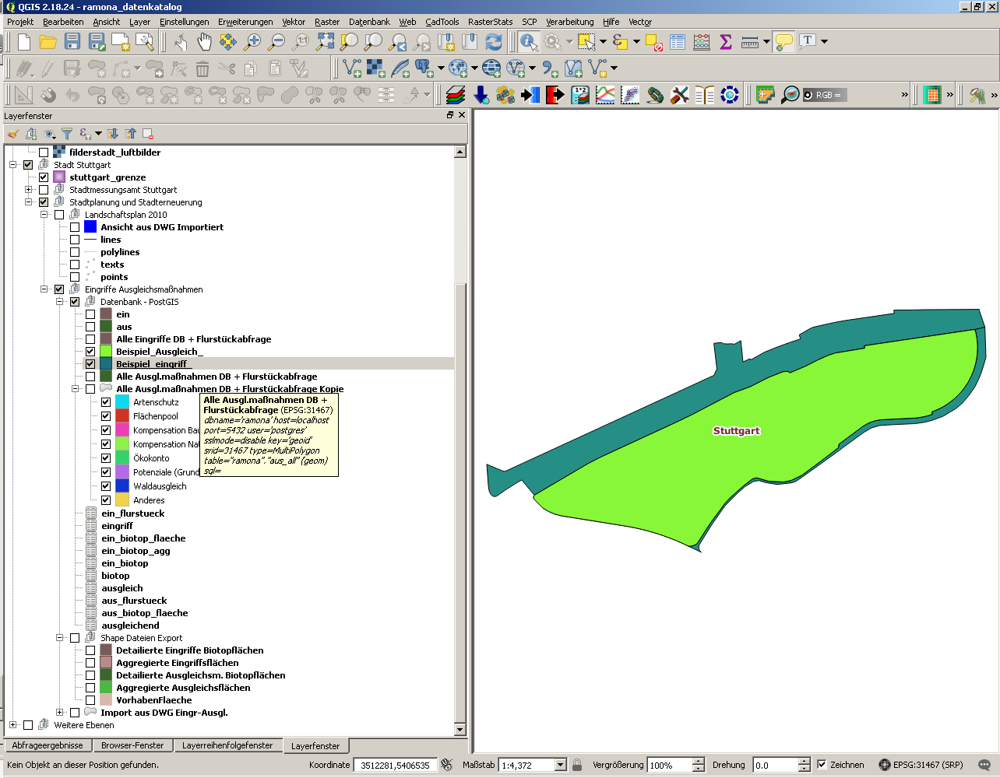 QGIS 2.18.24 - ramona_datenkatalog
Projekt Bearbeiten Ansicht Layer Einstellungen Erweiterungen Vektor Raster Datenbank Web CadTools RasterStats SCP Verarbeitung Hilfe Vector
RGB =
Layerfenster
filderstadt_luftbilder
Stadt Stuttgart
stuttgart_grenze
Stadtmessungsamt Stuttgart
Stadtplanung und Stadterneuerung
Landschaftsplan 2010
Ansicht aus DWG Importiert
lines
polylines
texts
points
Eingriffe Ausgleichsmaßnahmen
Datenbank - PostGIS
ein
aus
Alle Eingriffe DB + Flurstückabfrage
Beispiel_Ausgleich_
Beispiel_eingriff_
Alle Ausgl.maßnahmen DB + Flurstückabfrage
Alle Ausgl.maßnahmen DB + Flurstückabfrage Kopie
Artenschutz
Flächenpool
Kompensation Bau
Kompensation Nat
Ökokonto
Potenziale (Grund
Waldausgleich
Anderes
Alle Ausgl.maßnahmen DB +
Flurstückabfrage (EPSG:31467)
dbname='ramona' host=localhost
port=5432 user='postgres'
sslmode=disable key='geoid'
srid=31467 type=MultiPolygon
table="ramona"."aus_all" (geom)
sql=
ein_flurstueck
eingriff
ein_biotop_flaeche
ein_biotop_agg
ein_biotop
biotop
ausgleich
aus_flurstueck
aus_biotop_flaeche
ausgleichend
Shape Dateien Export
Detailierte Eingriffe Biotopflächen
Aggregierte Eingriffsflächen
Detailierte Ausgleichsm. Biotopflächen
Aggregierte Ausgleichsflächen
VorhabenFlaeche
Import aus DWG Eingr-Ausgl.
Weitere Ebenen
Stuttgart
Abfrageergebnisse Browser-Fenster Layerreihenfolgefenster Layerfenster
Kein Objekt an dieser Position gefunden. Koordinate 3512281,5406535 Maßstab 1:4,372 Vergrößerung 100% Drehung 0.0 Zeichnen EPSG:31467 (SRP)